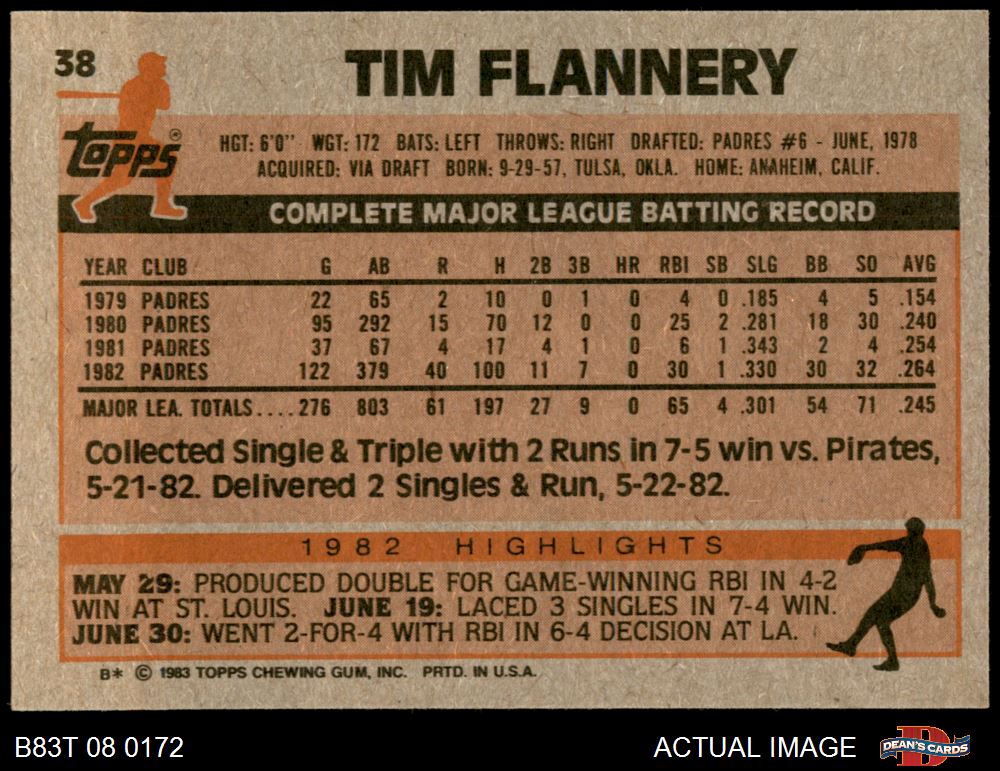 38
TIM FLANNERY
topps®
HGT: 6'0" WGT: 172 BATS: LEFT THROWS: RIGHT DRAFTED: PADRES #6 - JUNE, 1978
ACQUIRED: VIA DRAFT BORN: 9-29-57, TULSA, OKLA. HOME: ANAHEIM, CALIF.
COMPLETE MAJOR LEAGUE BATTING RECORD
YEAR CLUB G AB R H 2B 3B HR RBI SB SLG BB SO AVG
1979 PADRES 22 65 2 10 0 1 0 4 0 .185 4 5 .154
1980 PADRES 95 292 15 70 12 0 0 25 2 .281 18 30 .240
1981 PADRES 37 67 4 17 4 1 0 6 1 .343 2 4 .254
1982 PADRES 122 379 40 100 11 7 0 30 1 .330 30 32 .264
MAJOR LEA. TOTALS....276 803 61 197 27 9 0 65 4 .301 54 71 .245
Collected Single & Triple with 2 Runs in 7-5 win vs. Pirates,
5-21-82. Delivered 2 Singles & Run, 5-22-82.
1982 HIGHLIGHTS
MAY 29: PRODUCED DOUBLE FOR GAME-WINNING RBI IN 4-2
WIN AT ST. LOUIS. JUNE 19: LACED 3 SINGLES IN 7-4 WIN.
JUNE 30: WENT 2-FOR-4 WITH RBI IN 6-4 DECISION AT LA.
B* © 1983 TOPPS CHEWING GUM, INC. PRTD. IN U.S.A.
B83T 08 0172
ACTUAL IMAGE
D
DEAN'S CARDS